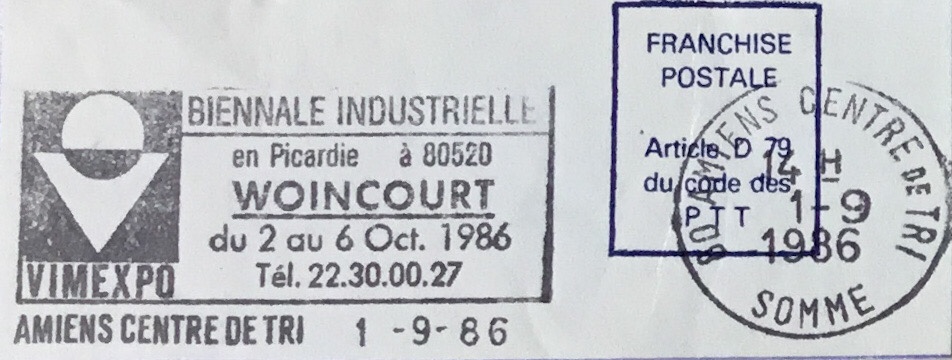 BIENNALE INDUSTRIELLE
en Picardie à 80520
WOINCOURT
du 2 au 6 Oct. 1986
Tél. 22.30.00.27
VIMEXPO
AMIENS CENTRE DE TRI 1 -9-86
FRANCHISE
POSTALE
Article D 79
du code des
P T T
80 AMIENS CENTRE DE TRI
14 H
1-9
1986
SOMME